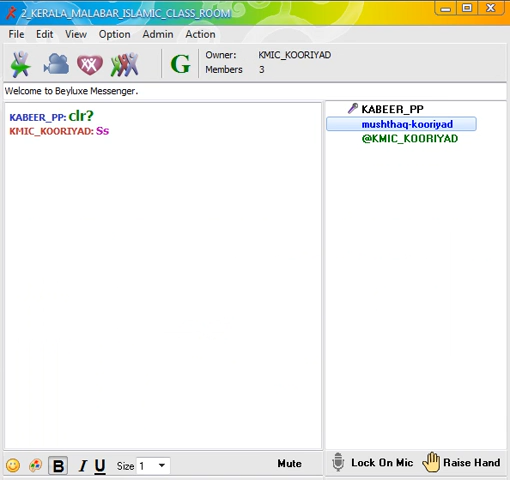 2_KERALA_MALABAR_ISLAMIC_CLASS_ROOM
File Edit View Option Admin Action
G Owner: KMIC_KOORIYAD
Members 3
Welcome to Beyluxe Messenger.
KABEER_PP: clr?
KMIC_KOORIYAD: Ss
KABEER_PP
mushthaq-kooriyad
@KMIC_KOORIYAD
B I U Size 1 Mute Lock On Mic Raise Hand